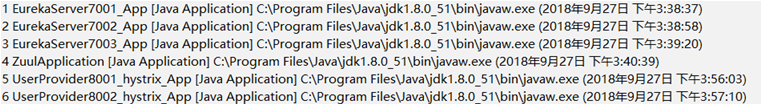 1 EurekaServer7001_App [Java Application] C:\Program Files\Java\jdk1.8.0_51\bin\javaw.exe (2018年9月27日 下午3:38:37)
2 EurekaServer7002_App [Java Application] C:\Program Files\Java\jdk1.8.0_51\bin\javaw.exe (2018年9月27日 下午3:38:58)
3 EurekaServer7003_App [Java Application] C:\Program Files\Java\jdk1.8.0_51\bin\javaw.exe (2018年9月27日 下午3:39:20)
4 ZuulApplication [Java Application] C:\Program Files\Java\jdk1.8.0_51\bin\javaw.exe (2018年9月27日 下午3:40:39)
5 UserProvider8001_hystrix_App [Java Application] C:\Program Files\Java\jdk1.8.0_51\bin\javaw.exe (2018年9月27日 下午3:56:03)
6 UserProvider8002_hystrix_App [Java Application] C:\Program Files\Java\jdk1.8.0_51\bin\javaw.exe (2018年9月27日 下午3:57:10)